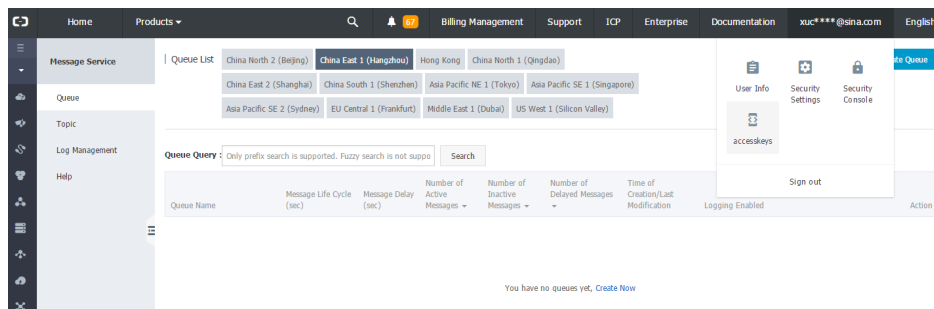 Home Products 67 Billing Management Support ICP Enterprise Documentation xuc****@sina.com English
Message Service
Queue
Topic
Log Management
Help
Queue List China North 2 (Beijing) China East 1 (Hangzhou) Hong Kong China North 1 (Qingdao)
China East 2 (Shanghai) China South 1 (Shenzhen) Asia Pacific NE 1 (Tokyo) Asia Pacific SE 1 (Singapore)
Asia Pacific SE 2 (Sydney) EU Central 1 (Frankfurt) Middle East 1 (Dubai) US West 1 (Silicon Valley)
ate Queue
User Info Security Settings Security Console
accesskeys
Sign out
Queue Query : Only prefix search is supported. Fuzzy search is not suppo Search
Queue Name Message Life Cycle (sec) Message Delay (sec) Number of Active Messages Number of Inactive Messages Number of Delayed Messages Time of Creation/Last Modification Logging Enabled Action
You have no queues yet, Create Now